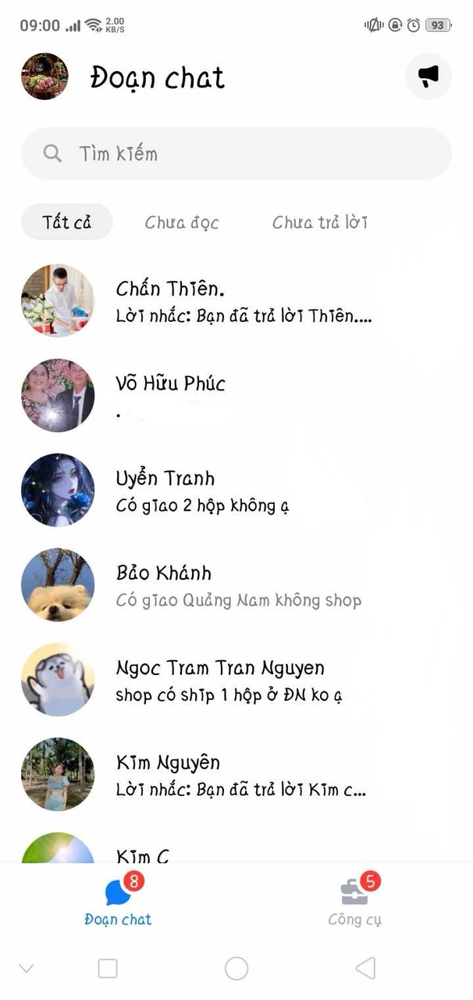 09:00 2.00 KB/S 93
Đoạn chat
Tìm kiếm
Tất cả Chưa đọc Chưa trả lời
Chấn Thiên.
Lời nhắc: Bạn đã trả lời Thiên....
Võ Hữu Phúc
.
Uyển Tranh
Có giao 2 hộp không ạ
Bảo Khánh
Có giao Quảng Nam không shop
Ngoc Tram Tran Nguyen
shop có ship 1 hộp ở ĐN ko ạ
Kim Nguyên
Lời nhắc: Bạn đã trả lời Kim c...
Kim C
8 5
Đoạn chat Công cụ